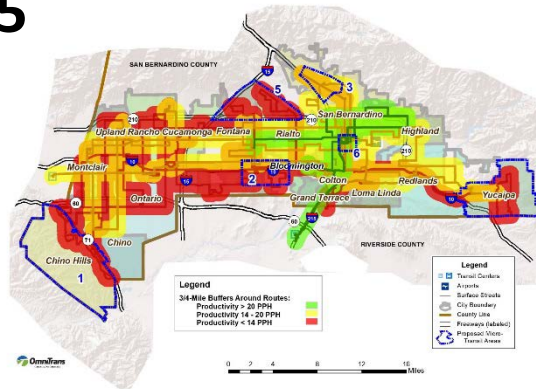 5
SAN BERNARDINO COUNTY
15
3
5
210
210
San Bernardino
Upland
Rancho Cucamonga
Fontana
Rialto
Highland
210
6
Montclair
10
Bloomington
10
2
10
Colton
Redlands
Loma Linda
Ontario
Grand Terrace
10
Yucaipa
60
60
215
71
Chino
RIVERSIDE COUNTY
Chino Hills
1
Legend
3/4-Mile Buffers Around Routes:
Productivity > 20 PPH
Productivity 14 - 20 PPH
Productivity < 14 PPH
Legend
Transit Centers
Airports
Surface Streets
City Boundary
County Line
Freeways (labeled)
Proposed Micro-
Transit Areas
OmniTrans
0 2 4 8 12 16
Miles